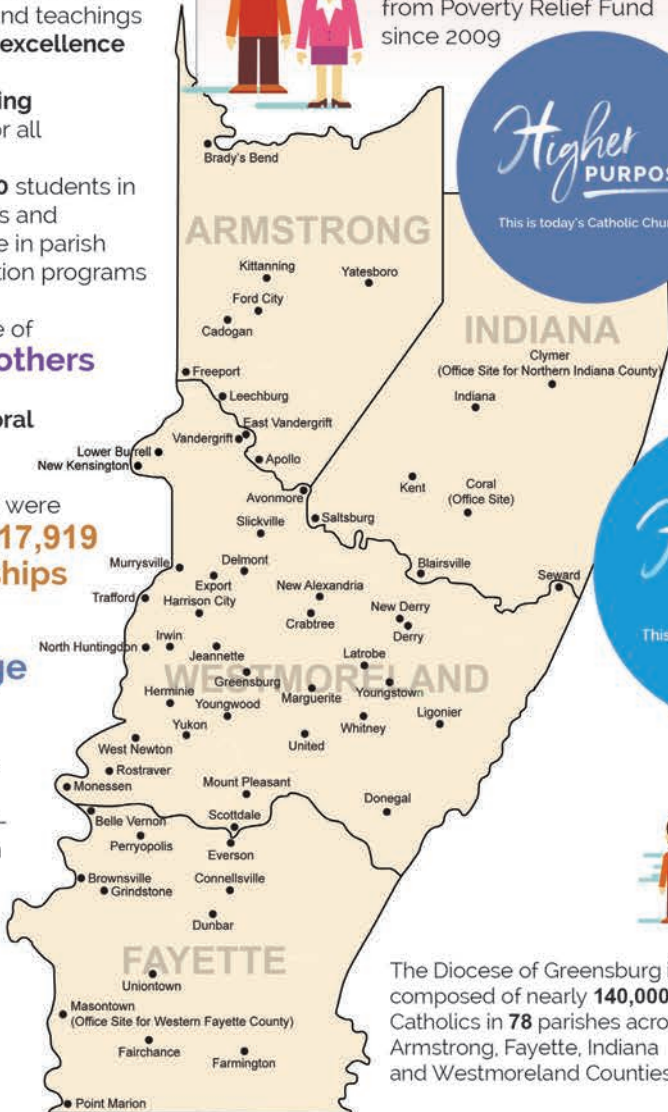 nd teachings
excellence
ing
or all
0 students in
s and
e in parish
tion programs
e of
others
oral
were
17,919
ships
ge
from Poverty Relief Fund
since 2009
Higher
PURPOS
This is today's Catholic Chur
This
Brady's Bend
ARMSTRONG
Kittanning
Yatesboro
Ford City
Cadogan
INDIANA
Clymer
(Office Site for Northern Indiana County)
Freeport
Indiana
Leechburg
East Vandergrift
Vandergrift
Lower Burrell
New Kensington
Apollo
Kent
Coral
(Office Site)
Avonmore
Saltsburg
Slickville
Murrysville
Delmont
Blairsville
Seward
Export
New Alexandria
Trafford
Harrison City
New Derry
Crabtree
Derry
North Huntingdon
Irwin
Jeannette
Latrobe
WESTMORELAND
Greensburg
Herminie
Marguerite
Youngstown
Youngwood
Ligonier
Yukon
Whitney
West Newton
United
Rostraver
Monessen
Mount Pleasant
Donegal
Belle Vernon
Scottdale
Perryopolis
Everson
Brownsville
Connellsville
Grindstone
Dunbar
FAYETTE
Uniontown
Masontown
(Office Site for Western Fayette County)
Fairchance
Farmington
Point Marion
The Diocese of Greensburg i
composed of nearly 140,000
Catholics in 78 parishes acro
Armstrong, Fayette, Indiana
and Westmoreland Counties